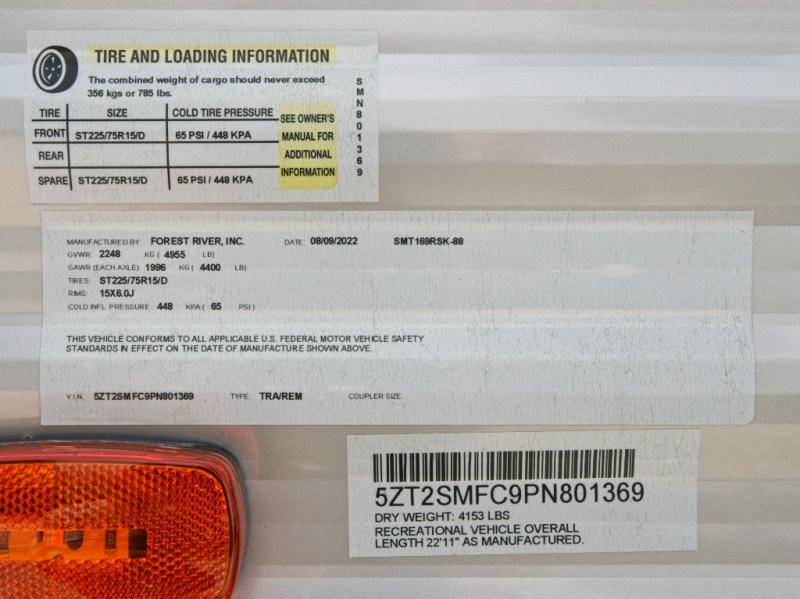 TIRE AND LOADING INFORMATION
The combined weight of cargo should never exceed
356 kgs or 785 lbs.
TIRE SIZE COLD TIRE PRESSURE SEE OWNER'S
FRONT ST225/75R15/D 65 PSI / 448 KPA MANUAL FOR
REAR ADDITIONAL
SPARE ST225/75R15/D 65 PSI / 448 KPA INFORMATION
SMN801369
MANUFACTURED BY: FOREST RIVER, INC. DATE: 08/09/2022 SMT169RSK-88
GVWR: 2248 KG ( 4955 LB)
GAWR (EACH AXLE) 1996 KG ( 4400 LB)
TIRES: ST225/75R15/D
RIMS: 15X6.0J
COLD INFL. PRESSURE: 448 KPA ( 65 PSI )
THIS VEHICLE CONFORMS TO ALL APPLICABLE U.S. FEDERAL MOTOR VEHICLE SAFETY
STANDARDS IN EFFECT ON THE DATE OF MANUFACTURE SHOWN ABOVE.
V.I.N. 5ZT2SMFC9PN801369 TYPE: TRA/REM COUPLER SIZE:
5ZT2SMFC9PN801369
DRY WEIGHT: 4153 LBS
RECREATIONAL VEHICLE OVERALL
LENGTH 22'11" AS MANUFACTURED.